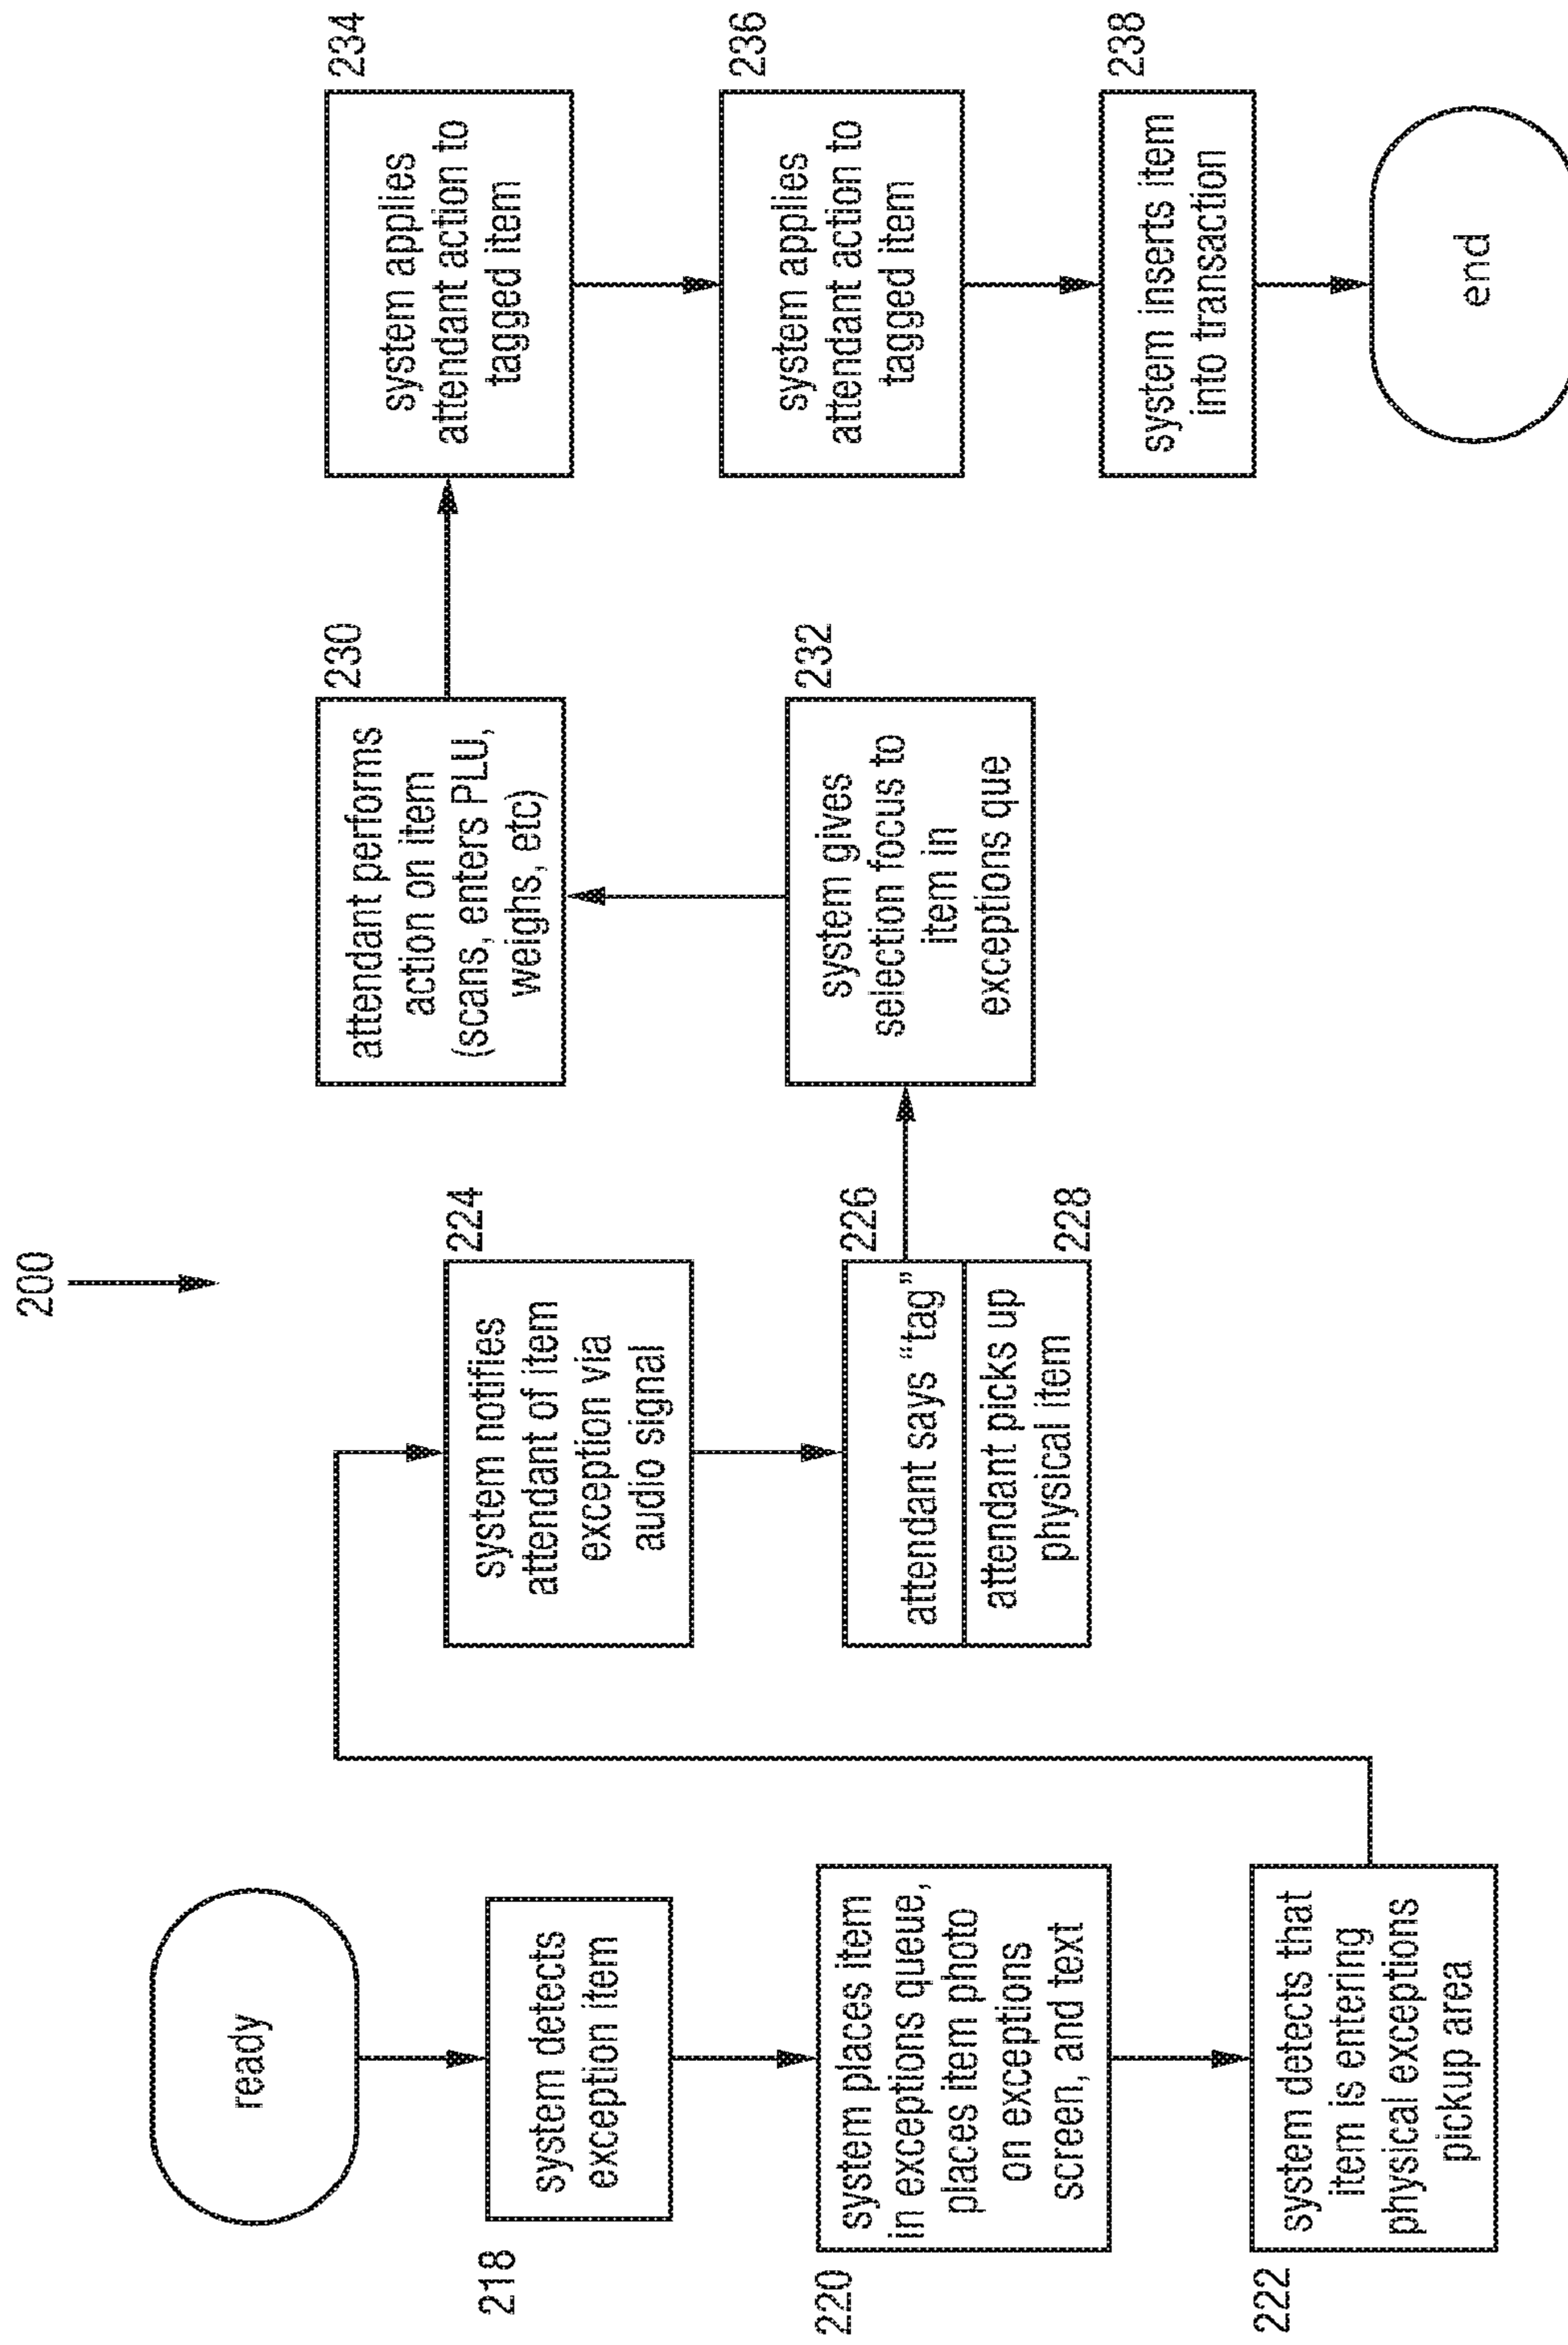 200
ready
218
system detects
exception item
220
system places item
in exceptions queue,
places item photo
on exceptions
screen, and text
222
system detects that
item is entering
physical exceptions
pickup area
224
system notifies
attendant of item
exception via
audio signal
226
attendant says “tag”
228
attendant picks up
physical item
230
attendant performs
action on item
(scans, enters PLU,
weighs, etc)
232
system gives
selection focus to
item in
exceptions que
234
system applies
attendant action to
tagged item
236
system applies
attendant action to
tagged item
238
system inserts item
into transaction
end